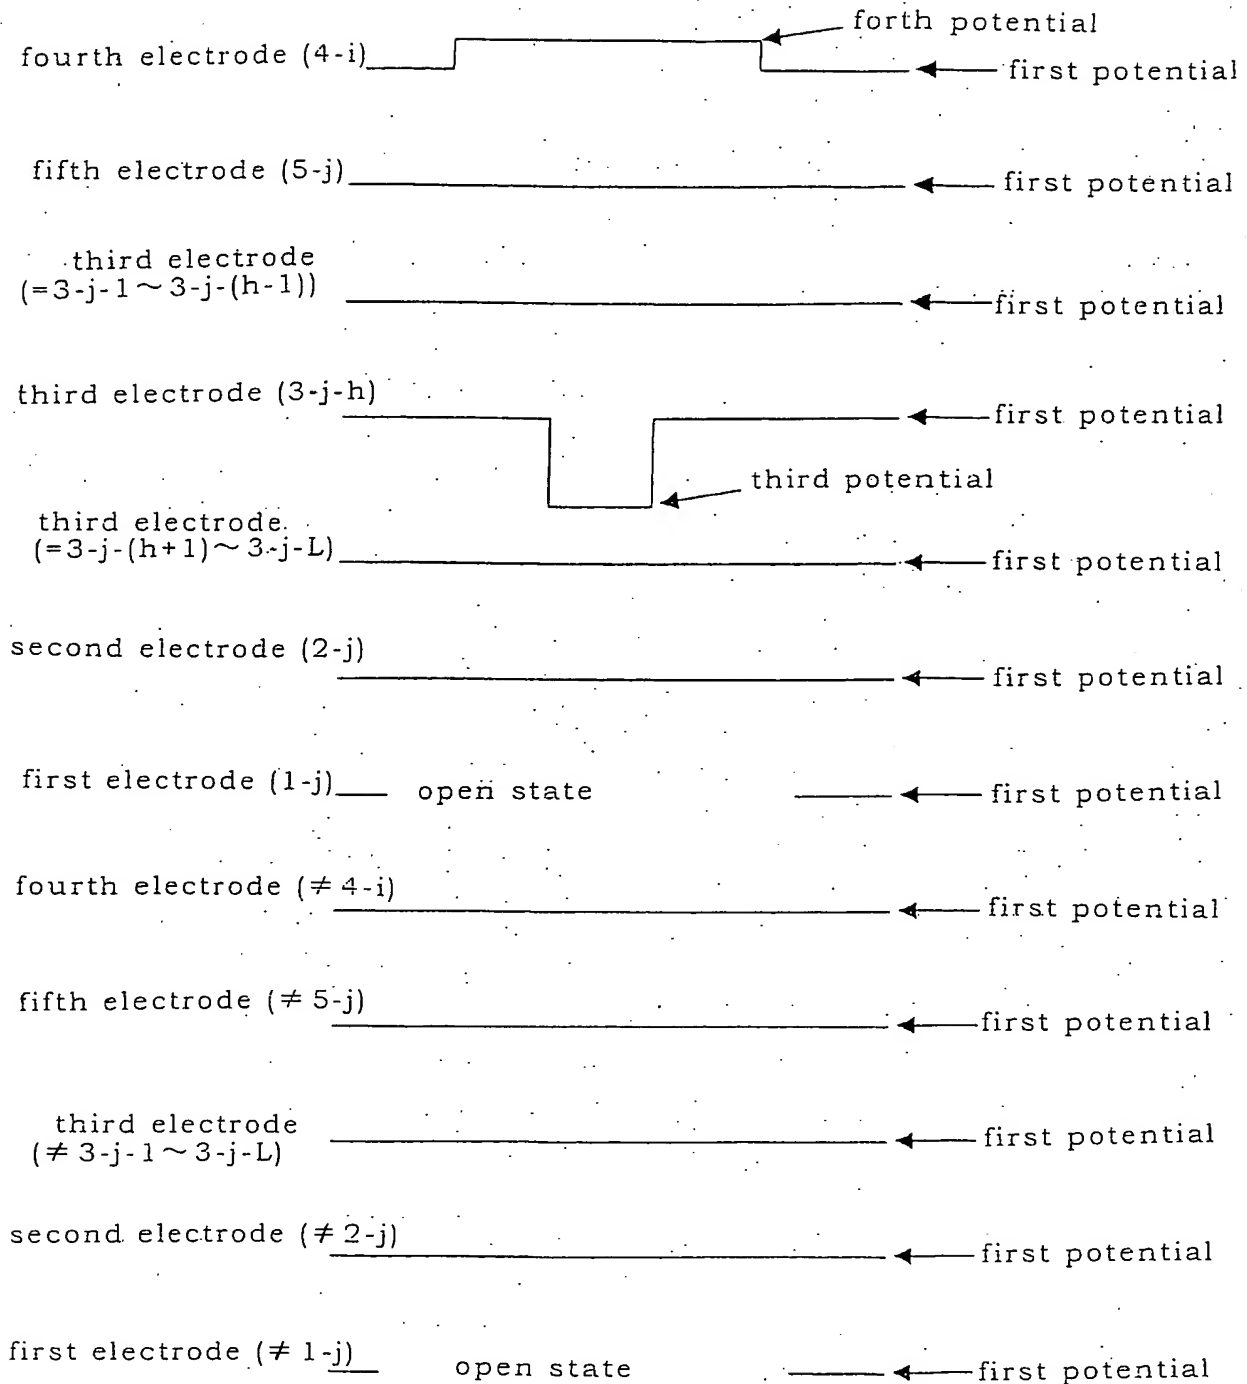 forth potential
fourth electrode (4-i)
first potential
fifth electrode (5-j)
first potential
third electrode
(=3-j-1～3-j-(h-1))
first potential
third electrode (3-j-h)
first potential
third potential
third electrode
(=3-j-(h+1)～3-j-L)
first potential
second electrode (2-j)
first potential
first electrode (1-j)
open state
first potential
fourth electrode (≠ 4-i)
first potential
fifth electrode (≠ 5-j)
first potential
third electrode
(≠ 3-j-1～3-j-L)
first potential
second electrode (≠ 2-j)
first potential
first electrode (≠ 1-j)
open state
first potential